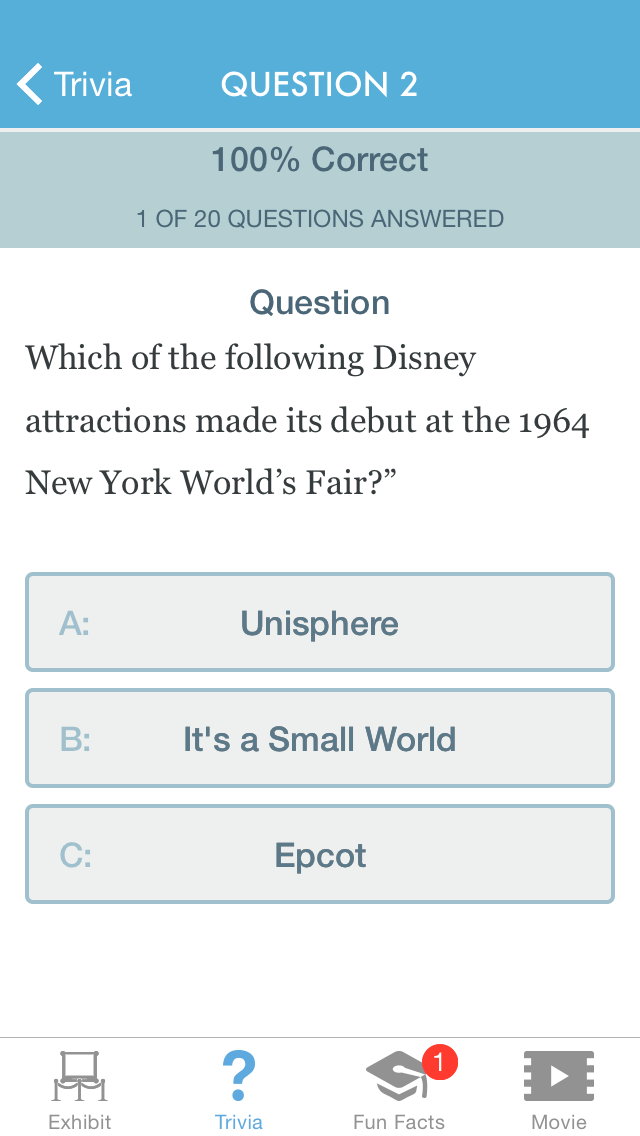 Trivia QUESTION 2
100% Correct
1 OF 20 QUESTIONS ANSWERED
Question
Which of the following Disney
attractions made its debut at the 1964
New York World’s Fair?”
A: Unisphere
B: It's a Small World
C: Epcot
1
Exhibit Trivia Fun Facts Movie